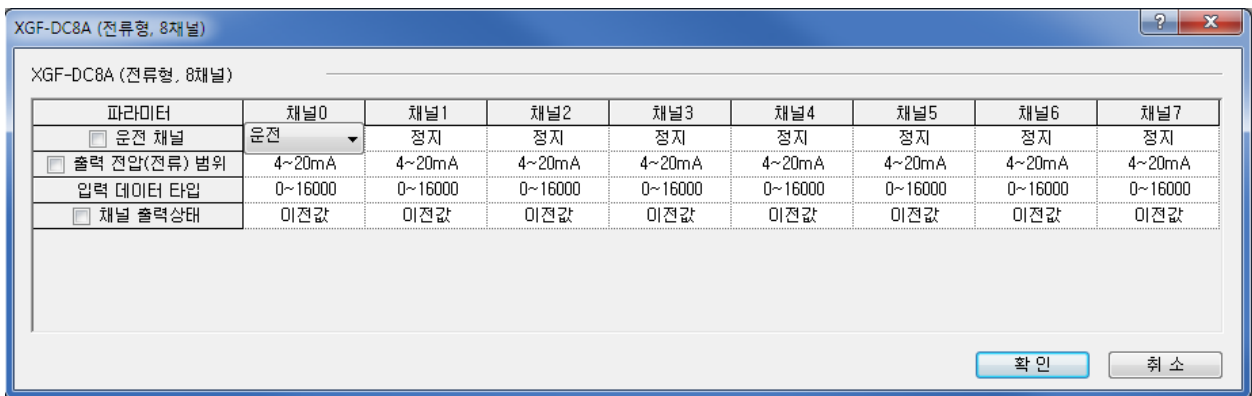 XGF-DC8A (전류형, 8채널)
XGF-DC8A (전류형, 8채널)
파라미터 채널0 채널1 채널2 채널3 채널4 채널5 채널6 채널7
운전 채널 운전 정지 정지 정지 정지 정지 정지 정지
출력 전압(전류) 범위 4~20mA 4~20mA 4~20mA 4~20mA 4~20mA 4~20mA 4~20mA 4~20mA
입력 데이터 타입 0~16000 0~16000 0~16000 0~16000 0~16000 0~16000 0~16000 0~16000
채널 출력상태 이전값 이전값 이전값 이전값 이전값 이전값 이전값 이전값
확 인 취 소